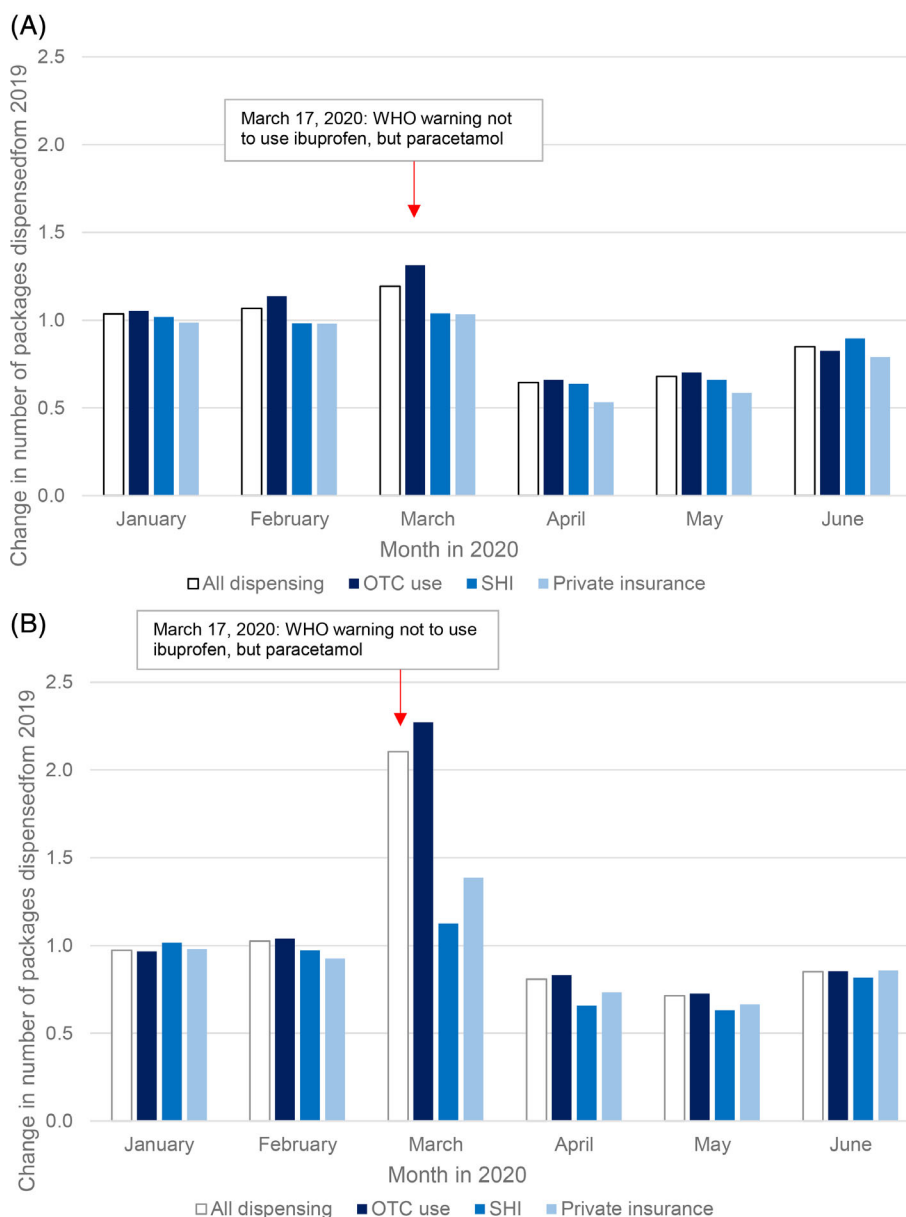 (A)
Change in number of packages dispensedfom 2019
2.5
2.0
1.5
1.0
0.5
0.0
March 17, 2020: WHO warning not
to use ibuprofen, but paracetamol
January February March April May June
Month in 2020
All dispensing OTC use SHI Private insurance
(B)
Change in number of packages dispensedfom 2019
March 17, 2020: WHO warning not to use
ibuprofen, but paracetamol
2.5
2.0
1.5
1.0
0.5
0.0
January February March April May June
Month in 2020
All dispensing OTC use SHI Private insurance